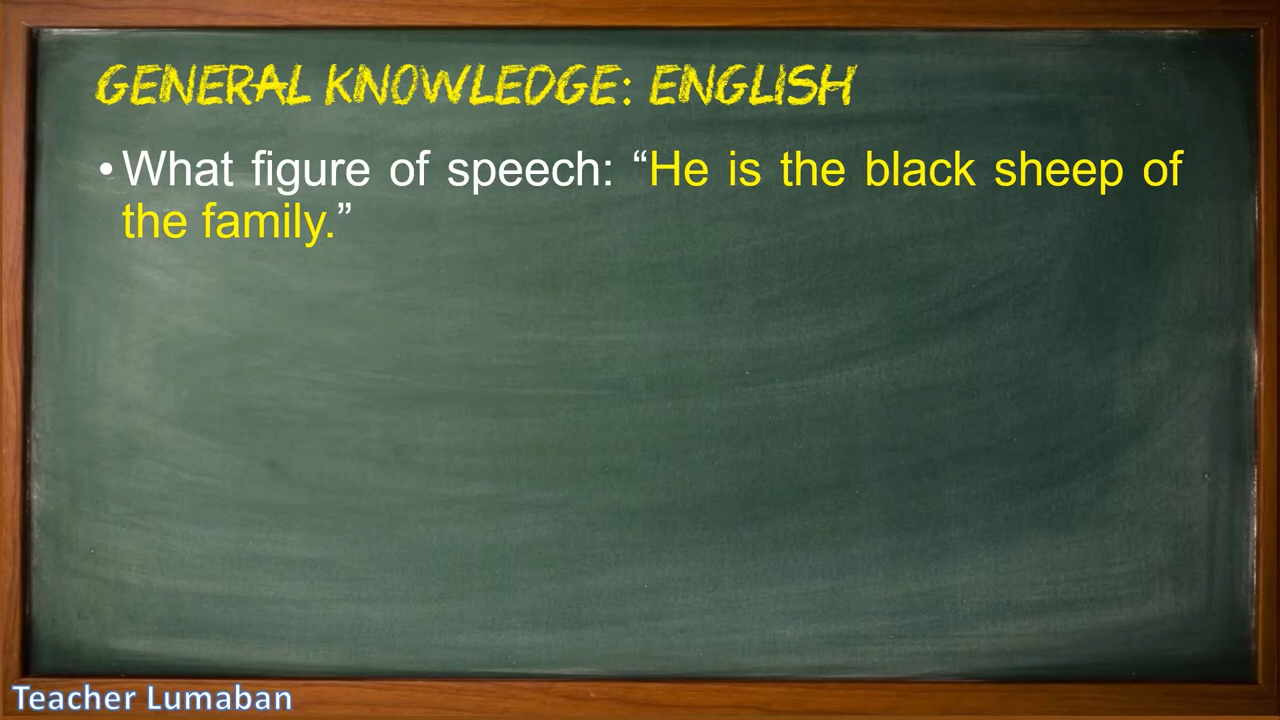 GENERAL KNOWLEDGE: ENGLISH
•What figure of speech: “He is the black sheep of
the family.”
Teacher Lumaban